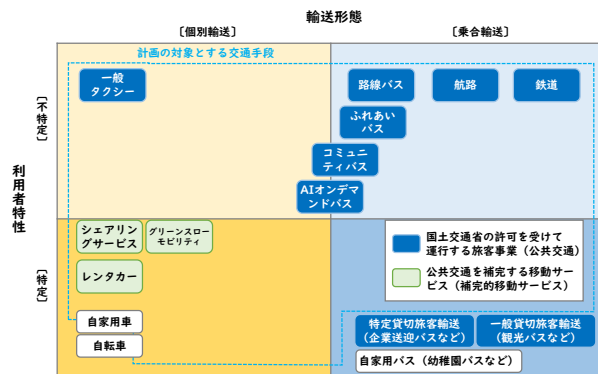 輸送形態
［個別輸送］
［乗合輸送］
計画の対象とする交通手段
一般
タクシー
路線バス
航路
鉄道
ふれあい
バス
コミュニ
ティバス
AIオンデマ
ンドバス
利用者特性
［不特定］
［特定］
シェアリン
グサービス
グリーンスロー
モビリティ
レンタカー
自家用車
自転車
国土交通省の許可を受けて
運行する旅客事業（公共交通）
公共交通を補完する移動サー
ビス（補完的移動サービス）
特定貸切旅客輸送
（企業送迎バスなど）
一般貸切旅客輸送
（観光バスなど）
自家用バス（幼稚園バスなど）